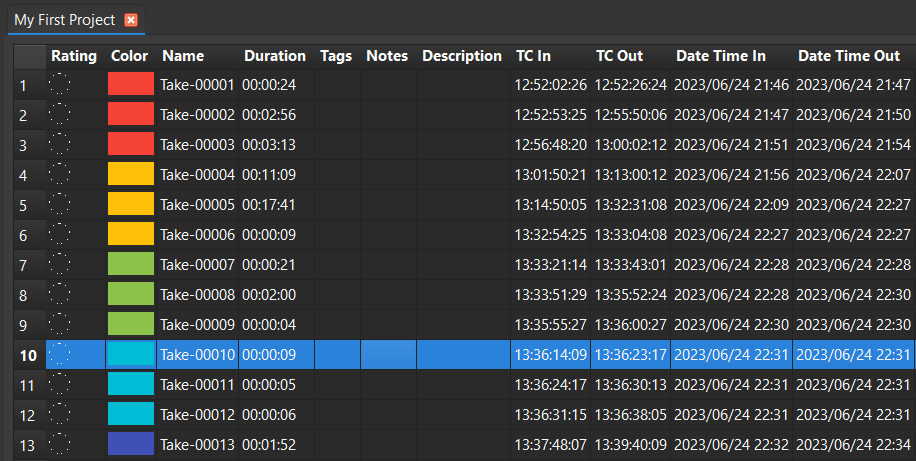 My First Project
Rating Color Name Duration Tags Notes Description TC In TC Out Date Time In Date Time Out
1 Take-00001 00:00:24 12:52:02:26 12:52:26:24 2023/06/24 21:46 2023/06/24 21:47
2 Take-00002 00:02:56 12:52:53:25 12:55:50:06 2023/06/24 21:47 2023/06/24 21:50
3 Take-00003 00:03:13 12:56:48:20 13:00:02:12 2023/06/24 21:51 2023/06/24 21:54
4 Take-00004 00:11:09 13:01:50:21 13:13:00:12 2023/06/24 21:56 2023/06/24 22:07
5 Take-00005 00:17:41 13:14:50:05 13:32:31:08 2023/06/24 22:09 2023/06/24 22:27
6 Take-00006 00:00:09 13:32:54:25 13:33:04:08 2023/06/24 22:27 2023/06/24 22:27
7 Take-00007 00:00:21 13:33:21:14 13:33:43:01 2023/06/24 22:28 2023/06/24 22:28
8 Take-00008 00:02:00 13:33:51:29 13:35:52:24 2023/06/24 22:28 2023/06/24 22:30
9 Take-00009 00:00:04 13:35:55:27 13:36:00:27 2023/06/24 22:30 2023/06/24 22:30
10 Take-00010 00:00:09 13:36:14:09 13:36:23:17 2023/06/24 22:31 2023/06/24 22:31
11 Take-00011 00:00:05 13:36:24:17 13:36:30:13 2023/06/24 22:31 2023/06/24 22:31
12 Take-00012 00:00:06 13:36:31:15 13:36:38:05 2023/06/24 22:31 2023/06/24 22:31
13 Take-00013 00:01:52 13:37:48:07 13:39:40:09 2023/06/24 22:32 2023/06/24 22:34